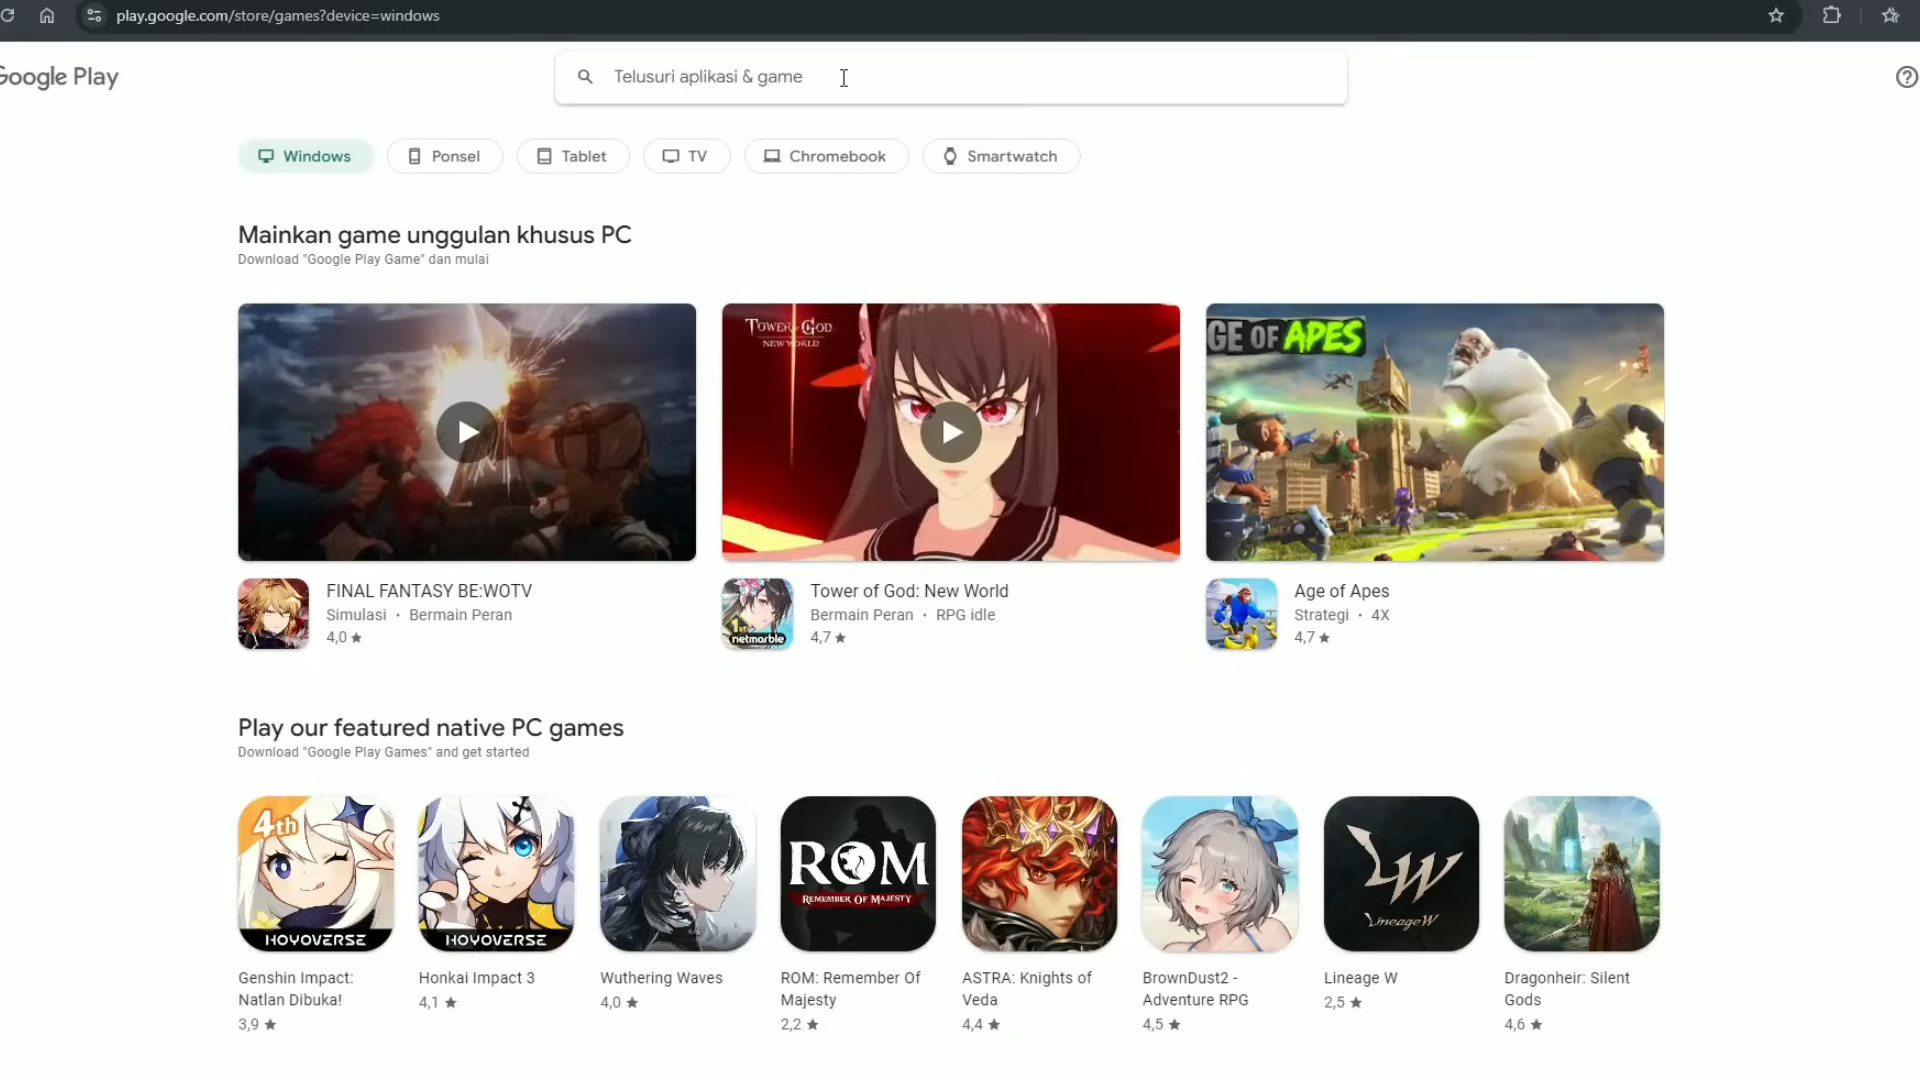 play.google.com/store/games?device=windows
Google Play
Telusuri aplikasi & game
Windows
Ponsel
Tablet
TV
Chromebook
Smartwatch
Mainkan game unggulan khusus PC
Download "Google Play Game" dan mulai
TOWER OF GOD
NEW WORLD
GE OF APES
FINAL FANTASY BE:WOTV
Simulasi • Bermain Peran
4,0 ★
1st
netmarble
Tower of God: New World
Bermain Peran • RPG idle
4,7 ★
Age of Apes
Strategi • 4X
4,7 ★
Play our featured native PC games
Download "Google Play Games" and get started
4th
HOYOVERSE
HOYOVERSE
ROM
REMEMBER OF MAJESTY
LW
Lineage W
Genshin Impact:
Natlan Dibuka!
3,9 ★
Honkai Impact 3
4,1 ★
Wuthering Waves
4,0 ★
ROM: Remember Of
Majesty
2,2 ★
ASTRA: Knights of
Veda
4,4 ★
BrownDust2 -
Adventure RPG
4,5 ★
Lineage W
2,5 ★
Dragonheir: Silent
Gods
4,6 ★